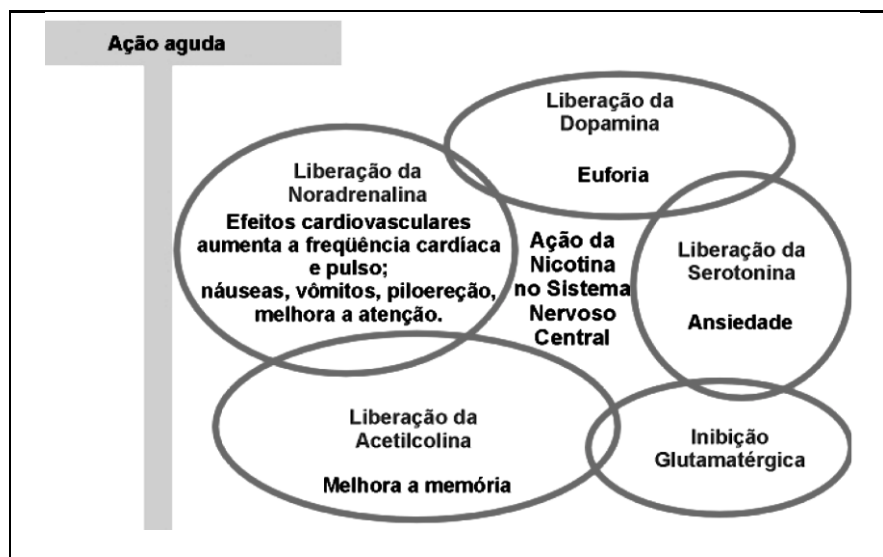 Ação aguda
Liberação da
Dopamina
Euforia
Liberação da
Noradrenalina
Efeitos cardiovasculares
aumenta a freqüência cardíaca
e pulso;
náuseas, vômitos, piloereção,
melhora a atenção.
Ação da
Nicotina
no Sistema
Nervoso
Central
Liberação da
Serotonina
Ansiedade
Liberação da
Acetilcolina
Melhora a memória
Inibição
Glutamatérgica